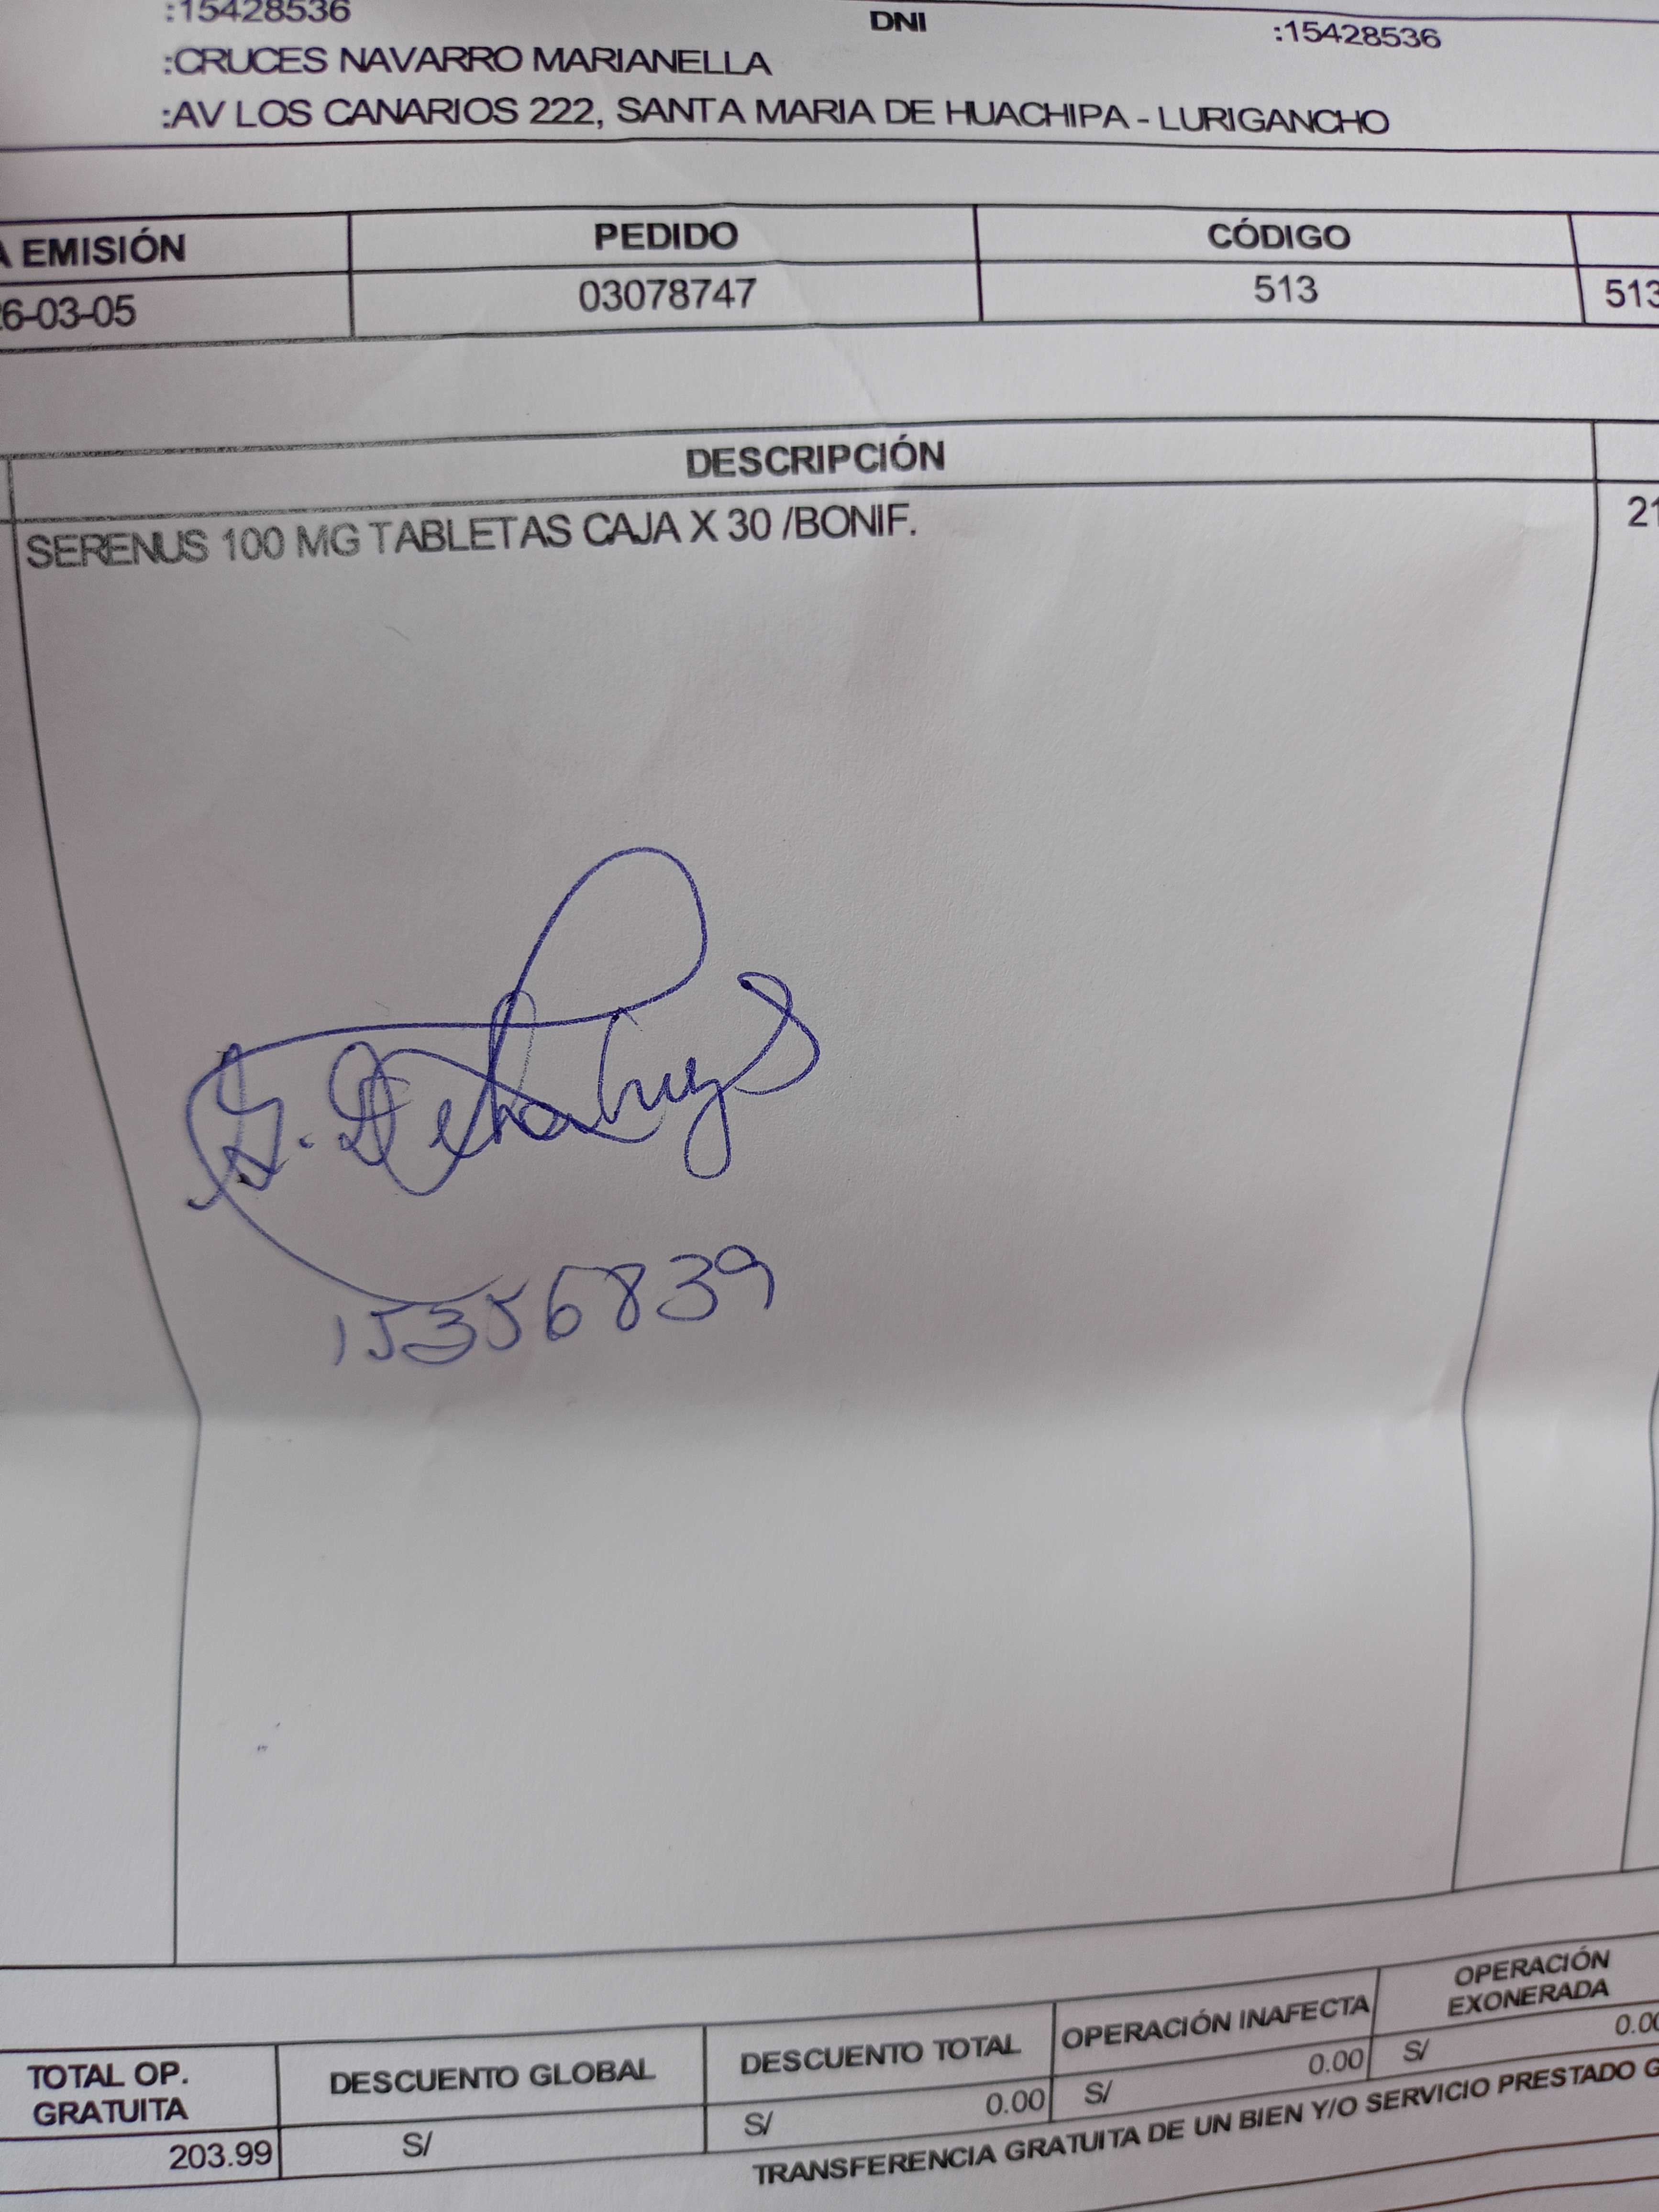 :15428536 DNI :15428536
:CRUCES NAVARRO MARIANELLA
:AV LOS CANARIOS 222, SANTA MARIA DE HUACHIPA - LURIGANCHO
A EMISIÓN PEDIDO CÓDIGO
26-03-05 03078747 513 513
DESCRIPCIÓN
SERENUS 100 MG TABLETAS CAJA X 30 /BONIF. 21
15356839
TOTAL OP. GRATUITA DESCUENTO GLOBAL DESCUENTO TOTAL OPERACIÓN INAFECTA OPERACIÓN EXONERADA
203.99 S/ S/ 0.00 S/ 0.00 S/ 0.00
TRANSFERENCIA GRATUITA DE UN BIEN Y/O SERVICIO PRESTADO G